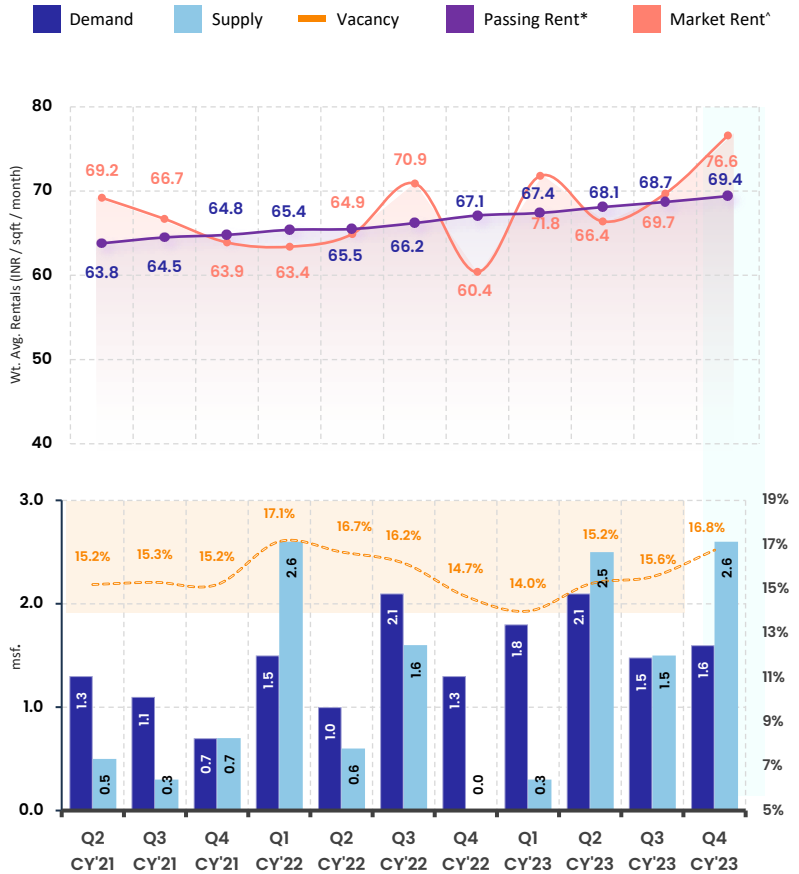 Demand Supply Vacancy Passing Rent* Market Rent^
Wt. Avg. Rentals (INR / sqft / month)
80
70
60
50
40
69.2 66.7 64.8 65.4 64.9 70.9 67.1 67.4 68.1 68.7 76.6
69.4
63.8 64.5 63.9 63.4 65.5 66.2 60.4 71.8 66.4 69.7
msf.
3.0
2.0
1.0
0.0
19%
17%
15%
13%
11%
9%
7%
5%
15.2% 15.3% 15.2% 17.1% 16.7% 16.2% 14.7% 14.0% 15.2% 15.6% 16.8%
1.3 0.5 1.1 0.3 0.7 0.7 1.5 2.6 1.0 0.6 2.1 1.6 1.3 0.0 1.8 0.3 2.1 2.5 1.5 1.5 1.6 2.6
Q2 Q3 Q4 Q1 Q2 Q3 Q4 Q1 Q2 Q3 Q4
CY'21 CY'21 CY'21 CY'22 CY'22 CY'22 CY'22 CY'23 CY'23 CY'23 CY'23